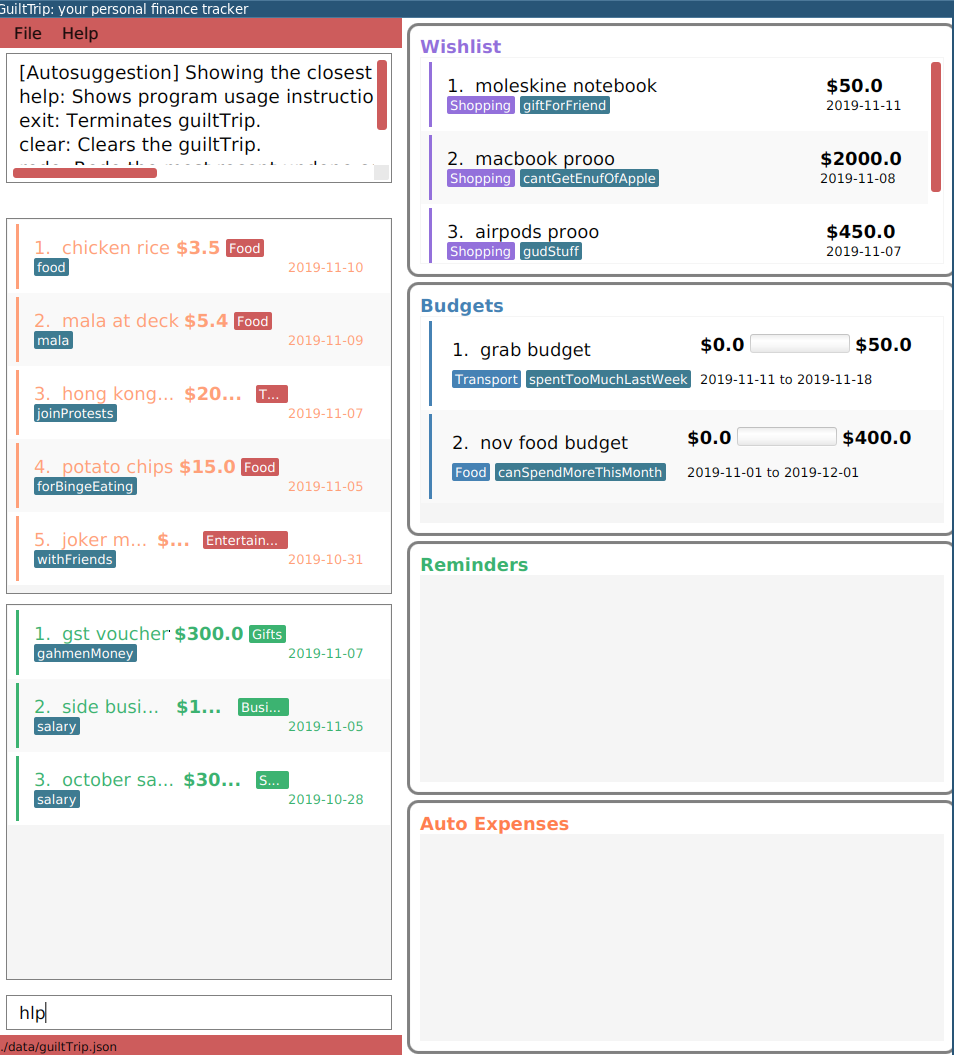 GuiltTrip: your personal finance tracker
File Help
[Autosuggestion] Showing the closest
help: Shows program usage instructio
exit: Terminates guiltTrip.
clear: Clears the guiltTrip.
1. chicken rice $3.5 Food
food 2019-11-10
2. mala at deck $5.4 Food
mala 2019-11-09
3. hong kong... $20... T...
joinProtests 2019-11-07
4. potato chips $15.0 Food
forBingeEating 2019-11-05
5. joker m... $... Entertain...
withFriends 2019-10-31
1. gst voucher $300.0 Gifts
gahmenMoney 2019-11-07
2. side busi... $1... Busi...
salary 2019-11-05
3. october sa... $30... S...
salary 2019-10-28
hlp
./data/guiltTrip.json
Wishlist
1. moleskine notebook $50.0
Shopping giftForFriend 2019-11-11
2. macbook prooo $2000.0
Shopping cantGetEnufOfApple 2019-11-08
3. airpods prooo $450.0
Shopping gudStuff 2019-11-07
Budgets
1. grab budget $0.0 $50.0
Transport spentTooMuchLastWeek 2019-11-11 to 2019-11-18
2. nov food budget $0.0 $400.0
Food canSpendMoreThisMonth 2019-11-01 to 2019-12-01
Reminders
Auto Expenses